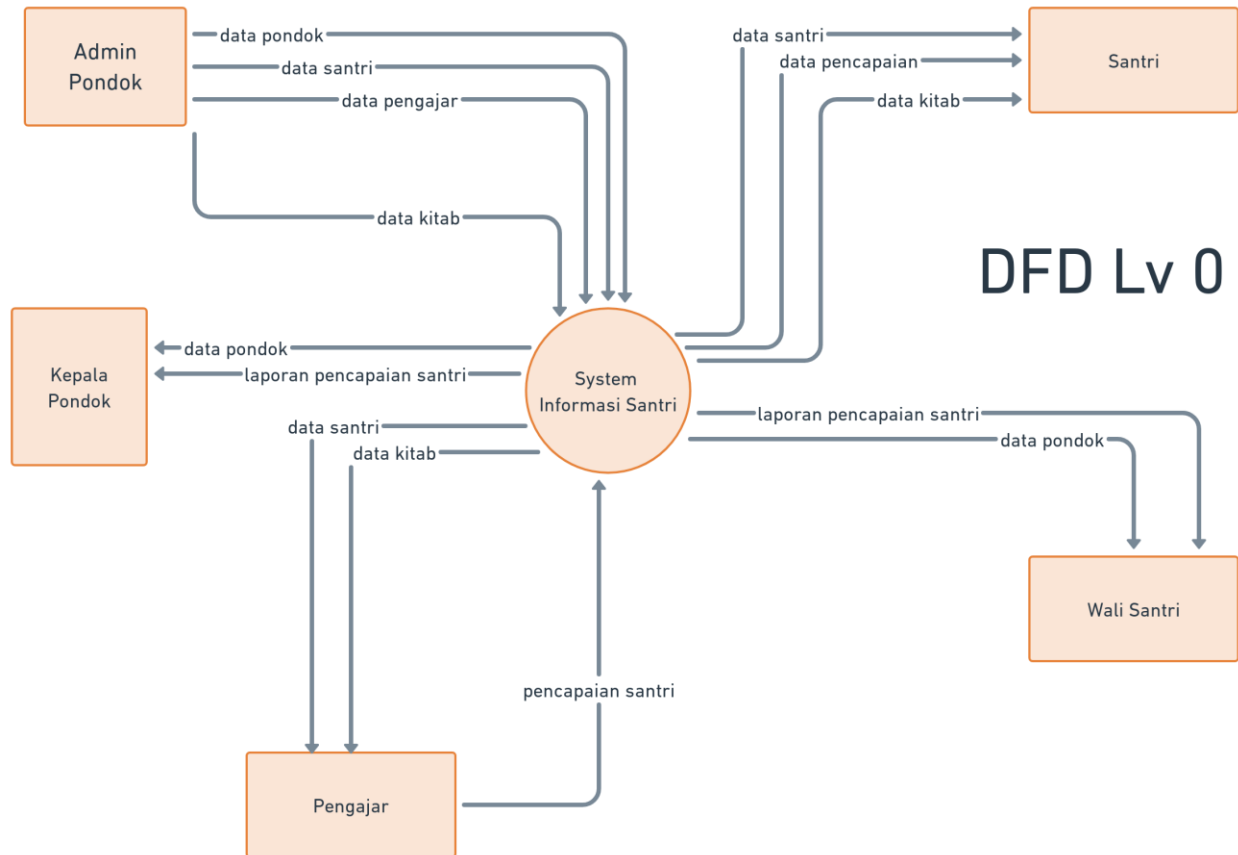 Admin
Pondok
data pondok
data santri
data pengajar
data kitab
data santri
data pencapaian
data kitab
Santri
DFD Lv 0
Kepala
Pondok
data pondok
laporan pencapaian santri
data santri
data kitab
System
Informasi Santri
laporan pencapaian santri
data pondok
Wali Santri
pencapaian santri
Pengajar